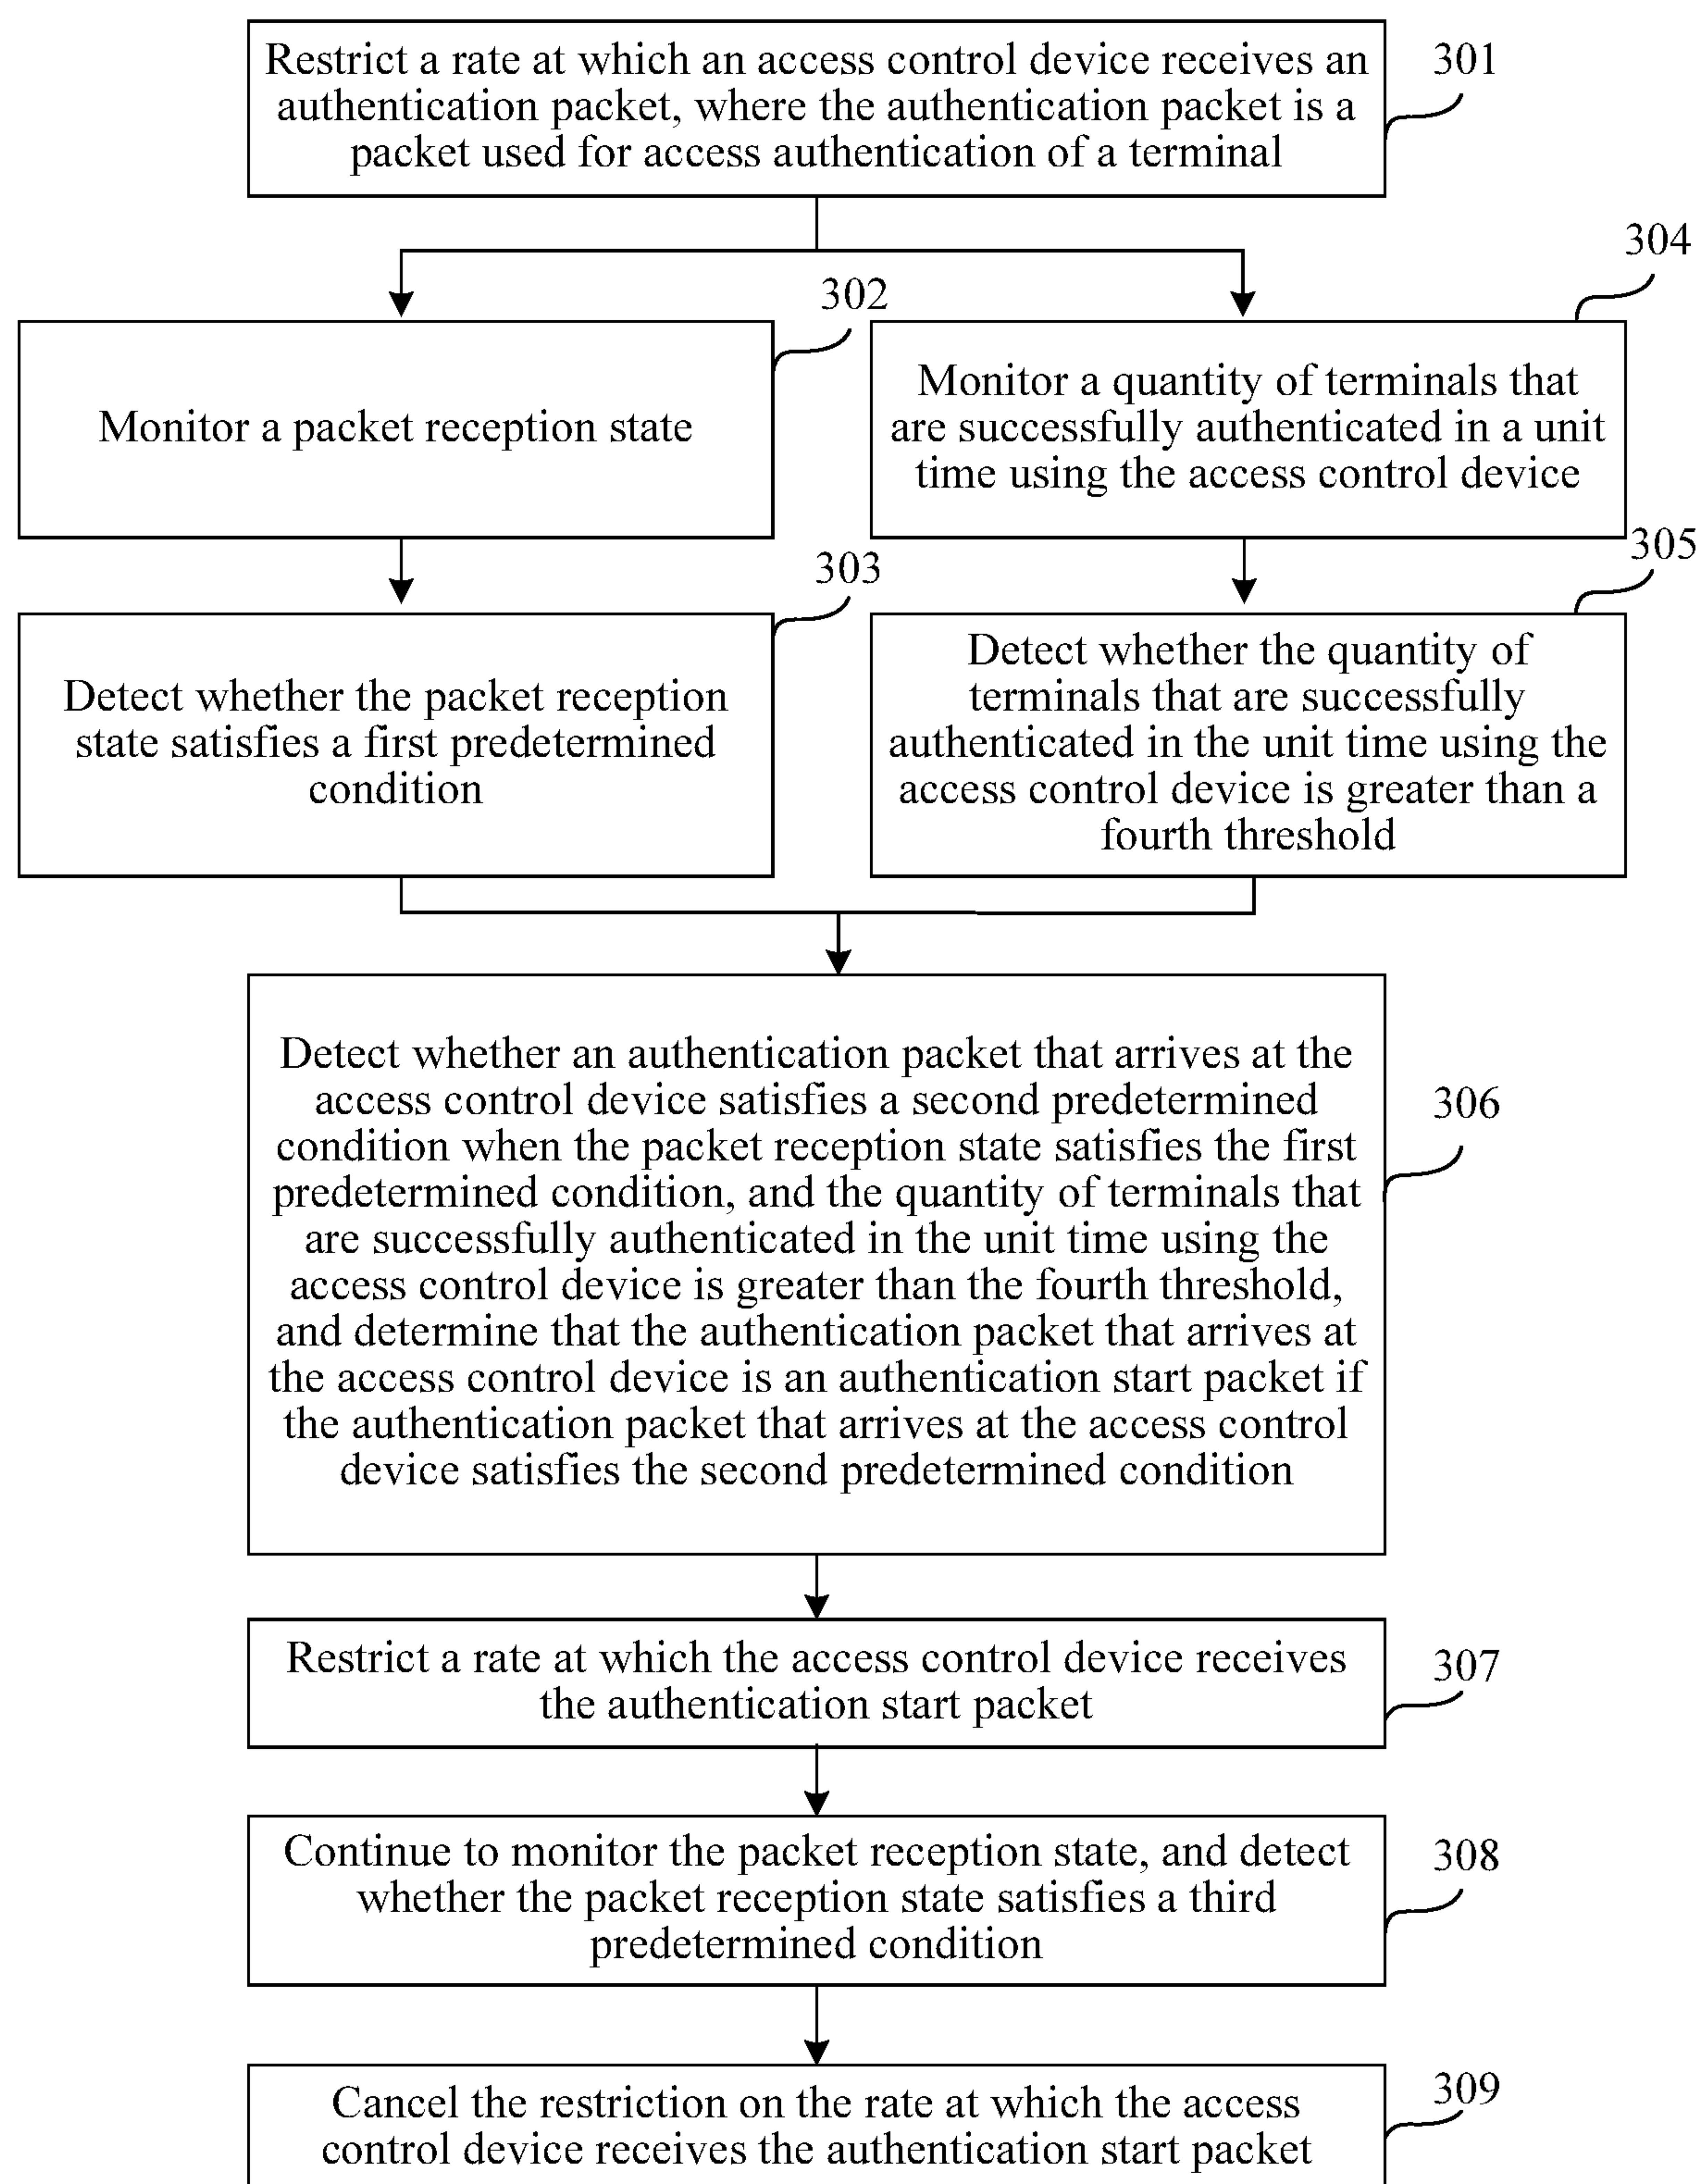 Restrict a rate at which an access control device receives an
authentication packet, where the authentication packet is a
packet used for access authentication of a terminal
301
302
Monitor a packet reception state
304
Monitor a quantity of terminals that
are successfully authenticated in a unit
time using the access control device
303
Detect whether the packet reception
state satisfies a first predetermined
condition
305
Detect whether the quantity of
terminals that are successfully
authenticated in the unit time using the
access control device is greater than a
fourth threshold
Detect whether an authentication packet that arrives at the
access control device satisfies a second predetermined
condition when the packet reception state satisfies the first
predetermined condition, and the quantity of terminals that
are successfully authenticated in the unit time using the
access control device is greater than the fourth threshold,
and determine that the authentication packet that arrives at
the access control device is an authentication start packet if
the authentication packet that arrives at the access control
device satisfies the second predetermined condition
306
Restrict a rate at which the access control device receives
the authentication start packet
307
Continue to monitor the packet reception state, and detect
whether the packet reception state satisfies a third
predetermined condition
308
Cancel the restriction on the rate at which the access
control device receives the authentication start packet
309